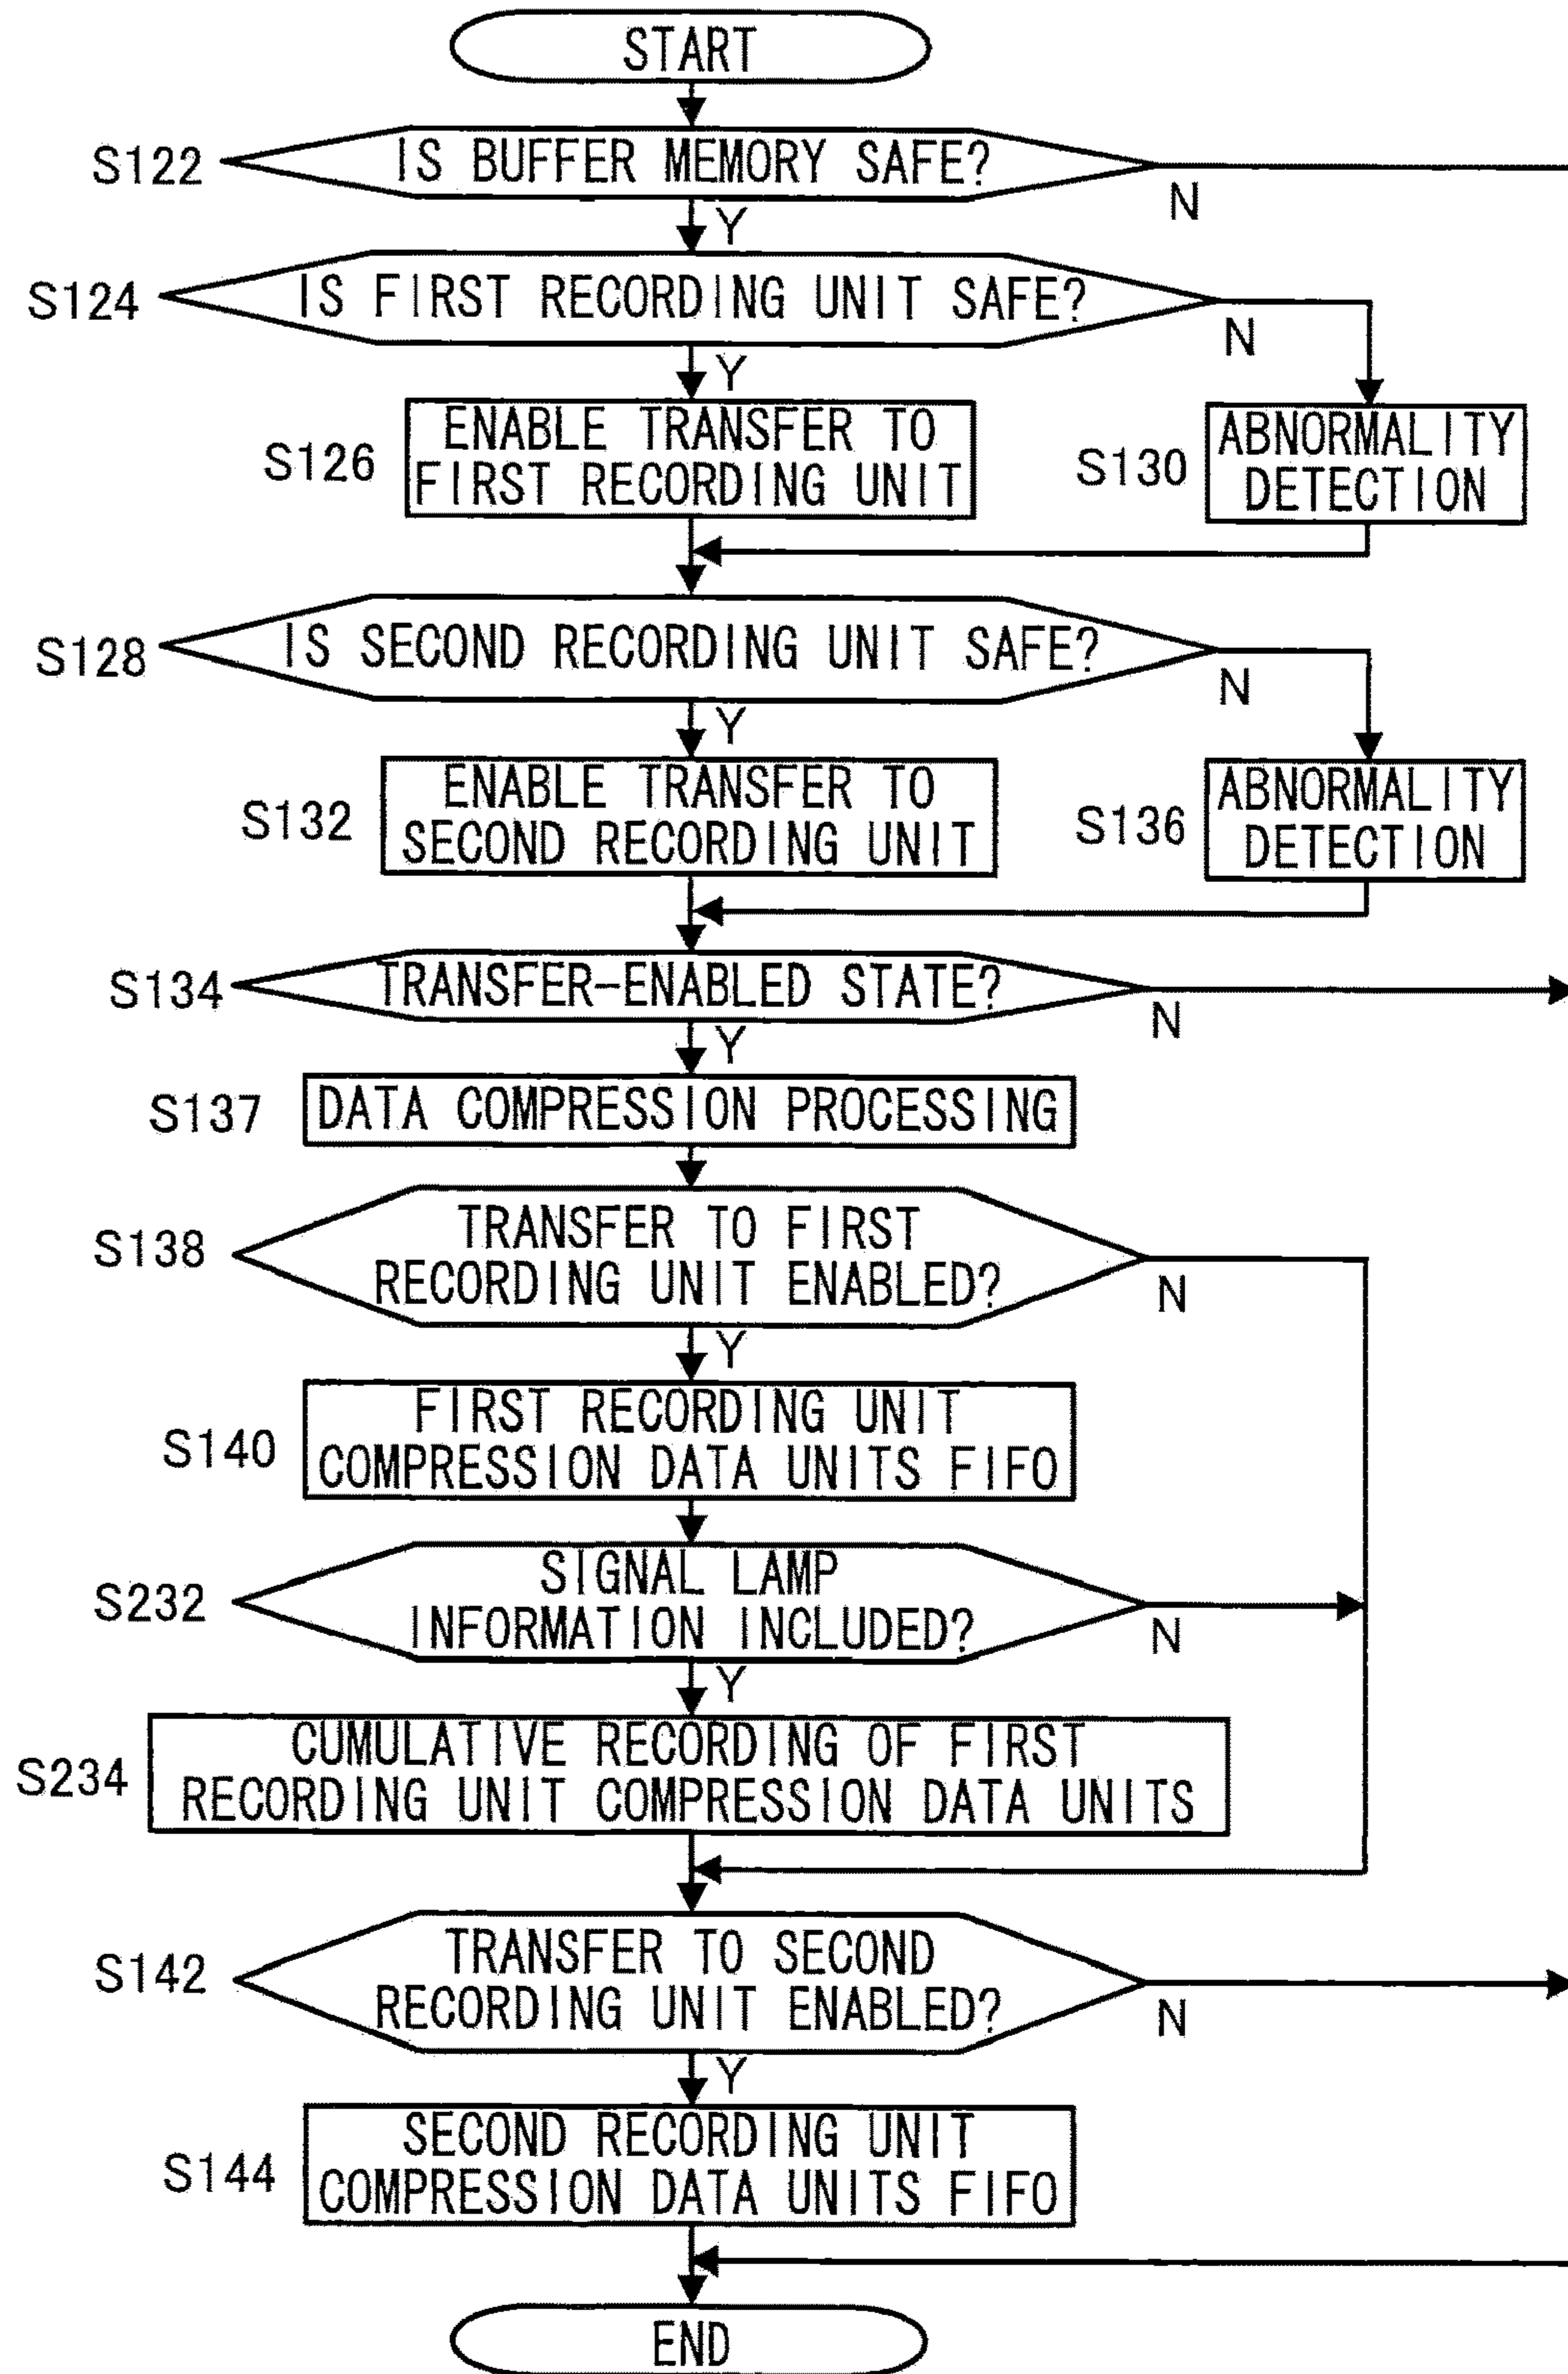 START
S122
IS BUFFER MEMORY SAFE?
N
Y
S124
IS FIRST RECORDING UNIT SAFE?
N
Y
S126
ENABLE TRANSFER TO
FIRST RECORDING UNIT
S130
ABNORMALITY
DETECTION
S128
IS SECOND RECORDING UNIT SAFE?
N
Y
S132
ENABLE TRANSFER TO
SECOND RECORDING UNIT
S136
ABNORMALITY
DETECTION
S134
TRANSFER-ENABLED STATE?
N
Y
S137
DATA COMPRESSION PROCESSING
S138
TRANSFER TO FIRST
RECORDING UNIT ENABLED?
N
Y
S140
FIRST RECORDING UNIT
COMPRESSION DATA UNITS FIFO
S232
SIGNAL LAMP
INFORMATION INCLUDED?
N
Y
S234
CUMULATIVE RECORDING OF FIRST
RECORDING UNIT COMPRESSION DATA UNITS
S142
TRANSFER TO SECOND
RECORDING UNIT ENABLED?
N
Y
S144
SECOND RECORDING UNIT
COMPRESSION DATA UNITS FIFO
END